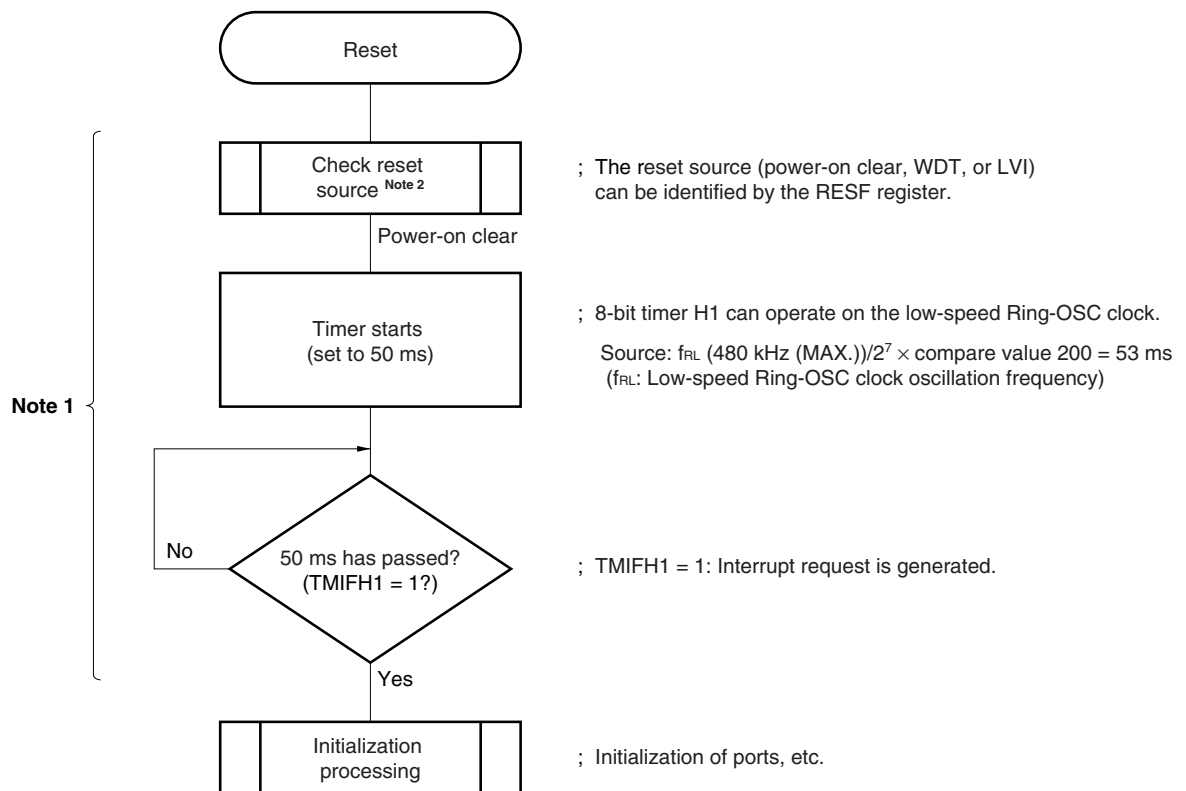 Reset
Check reset
source Note 2
; The reset source (power-on clear, WDT, or LVI)
can be identified by the RESF register.
Power-on clear
Timer starts
(set to 50 ms)
; 8-bit timer H1 can operate on the low-speed Ring-OSC clock.
Source: fRL (480 kHz (MAX.))/2⁷ × compare value 200 = 53 ms
(fRL: Low-speed Ring-OSC clock oscillation frequency)
Note 1
No
50 ms has passed?
(TMIFH1 = 1?)
; TMIFH1 = 1: Interrupt request is generated.
Yes
Initialization
processing
; Initialization of ports, etc.